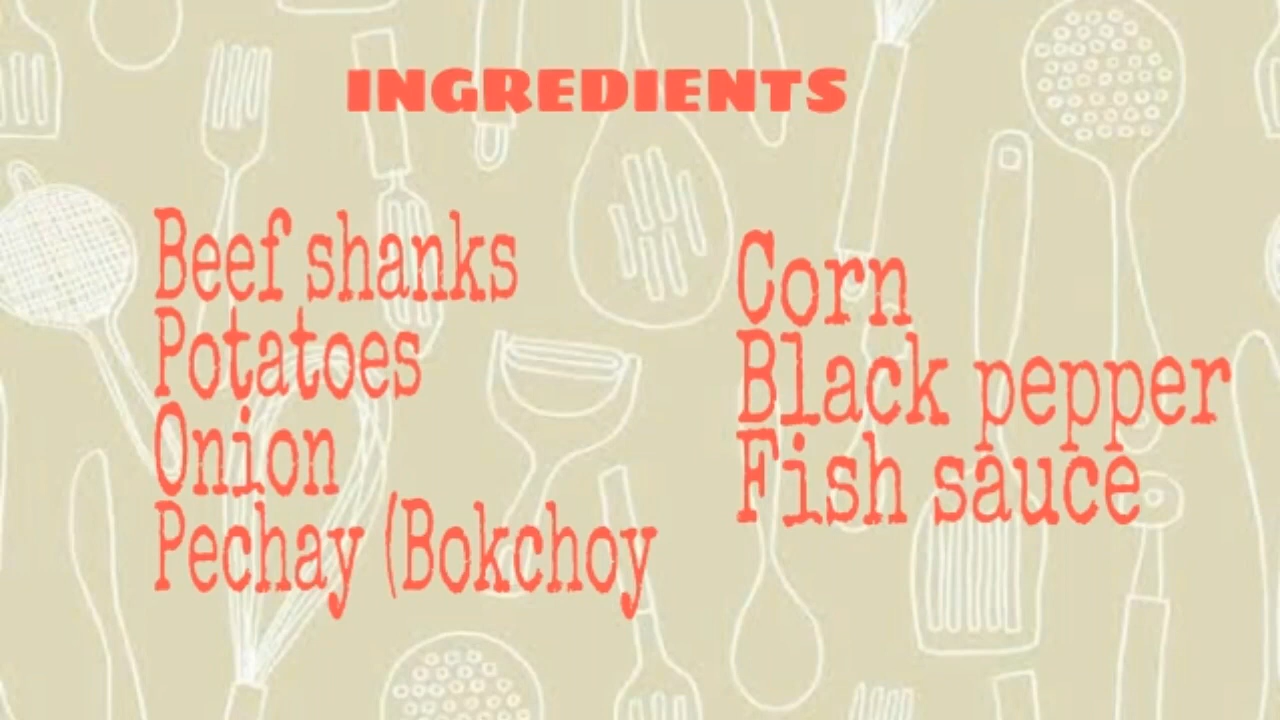 INGREDIENTS
Beef shanks
Potatoes
Onion
Pechay (Bokchoy
Corn
Black pepper
Fish sauce